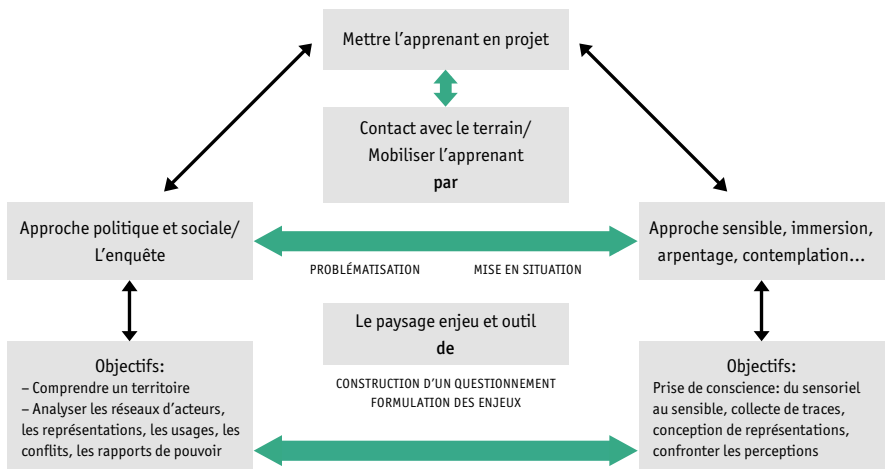 Mettre l’apprenant en projet
Contact avec le terrain/
Mobiliser l’apprenant
par
Approche politique et sociale/
L’enquête
Approche sensible, immersion,
arpentage, contemplation...
PROBLÉMATISATION
MISE EN SITUATION
Le paysage enjeu et outil
de
CONSTRUCTION D’UN QUESTIONNEMENT
FORMULATION DES ENJEUX
Objectifs:
– Comprendre un territoire
– Analyser les réseaux d’acteurs,
les représentations, les usages, les
conflits, les rapports de pouvoir
Objectifs:
Prise de conscience: du sensoriel
au sensible, collecte de traces,
conception de représentations,
confronter les perceptions